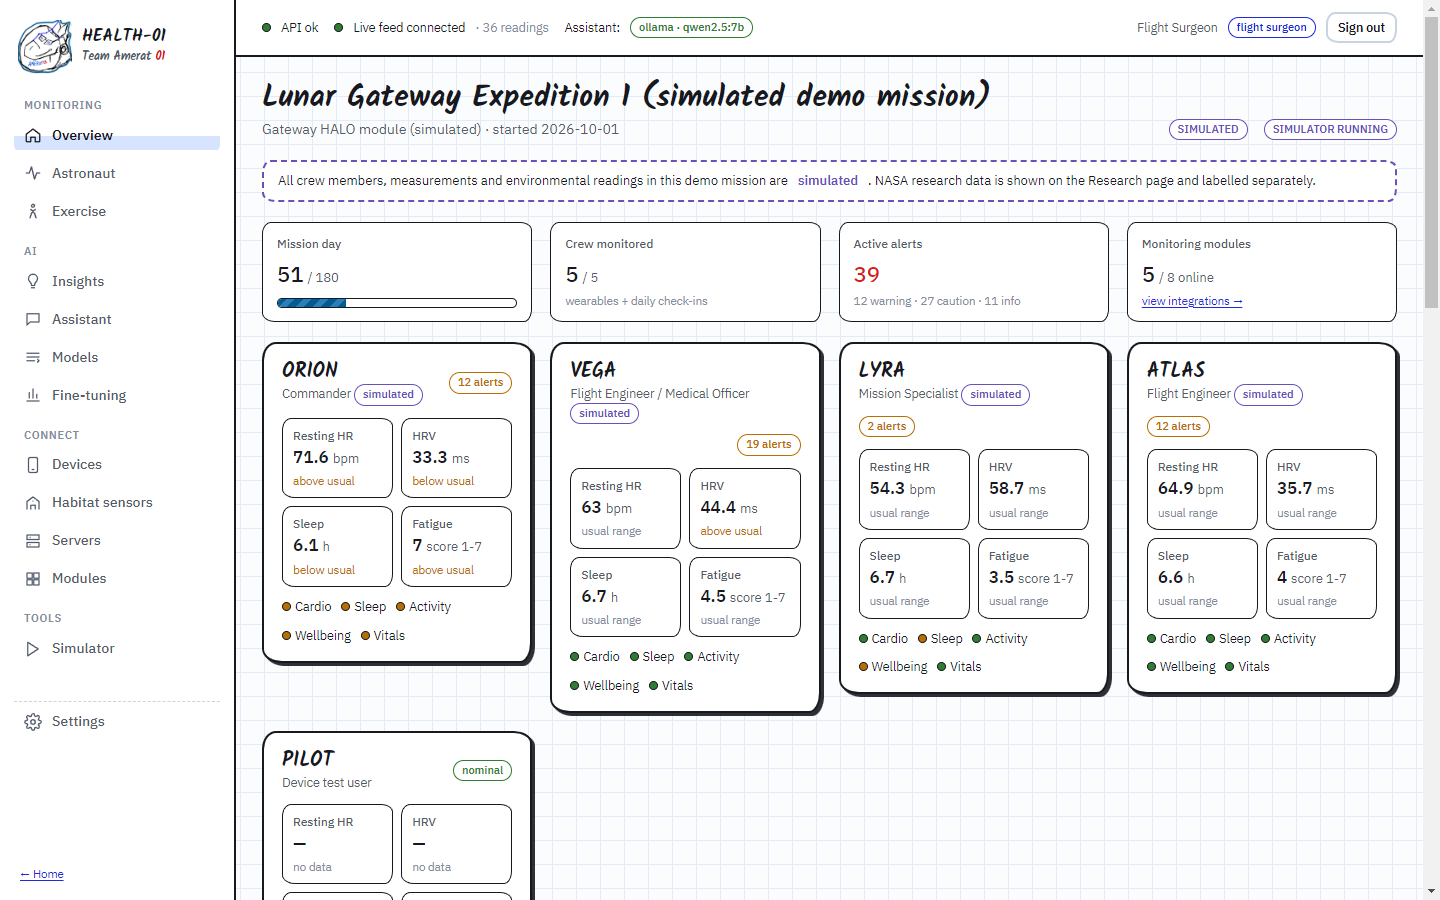 HEALTH-01
Team Amerat 01
MONITORING
Overview
Astronaut
Exercise
AI
Insights
Assistant
Models
Fine-tuning
CONNECT
Devices
Habitat sensors
Servers
Modules
TOOLS
Simulator
Settings
← Home
API ok Live feed connected · 36 readings Assistant: ollama · qwen2.5:7b
Flight Surgeon flight surgeon Sign out
Lunar Gateway Expedition 1 (simulated demo mission)
Gateway HALO module (simulated) · started 2026-10-01
SIMULATED SIMULATOR RUNNING
All crew members, measurements and environmental readings in this demo mission are simulated . NASA research data is shown on the Research page and labelled separately.
Mission day
51 / 180
Crew monitored
5 / 5
wearables + daily check-ins
Active alerts
39
12 warning · 27 caution · 11 info
Monitoring modules
5 / 8 online
view integrations →
ORION
Commander simulated
12 alerts
Resting HR
71.6 bpm
above usual
HRV
33.3 ms
below usual
Sleep
6.1 h
below usual
Fatigue
7 score 1-7
above usual
Cardio Sleep Activity
Wellbeing Vitals
VEGA
Flight Engineer / Medical Officer
simulated
19 alerts
Resting HR
63 bpm
usual range
HRV
44.4 ms
above usual
Sleep
6.7 h
usual range
Fatigue
4.5 score 1-7
usual range
Cardio Sleep Activity
Wellbeing Vitals
LYRA
Mission Specialist simulated
2 alerts
Resting HR
54.3 bpm
usual range
HRV
58.7 ms
usual range
Sleep
6.7 h
usual range
Fatigue
3.5 score 1-7
usual range
Cardio Sleep Activity
Wellbeing Vitals
ATLAS
Flight Engineer simulated
12 alerts
Resting HR
64.9 bpm
usual range
HRV
35.7 ms
usual range
Sleep
6.6 h
usual range
Fatigue
4 score 1-7
usual range
Cardio Sleep Activity
Wellbeing Vitals
PILOT
Device test user
nominal
Resting HR
—
no data
HRV
—
no data